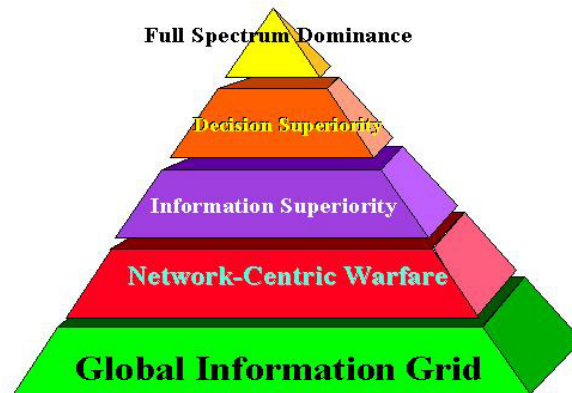 Full Spectrum Dominance
Decision Superiority
Information Superiority
Network-Centric Warfare
Global Information Grid